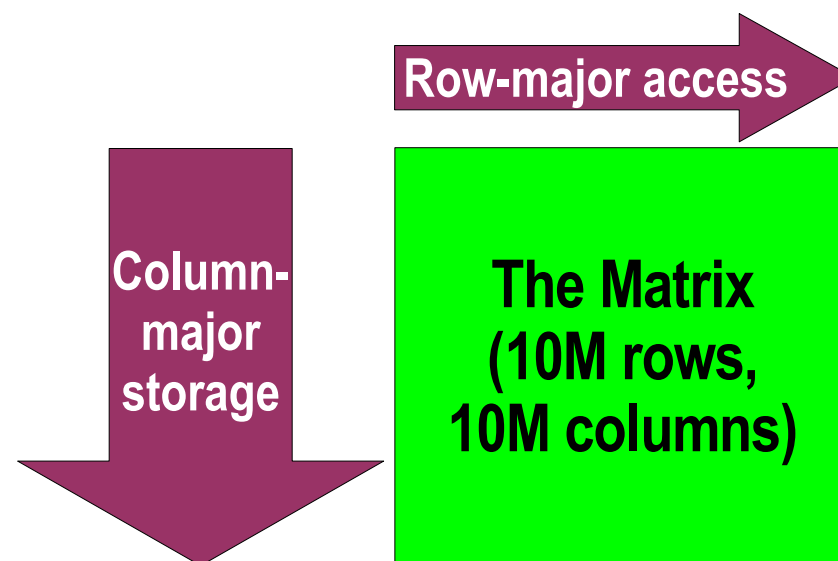 Row-major access
Column-
major
storage
The Matrix
(10M rows,
10M columns)